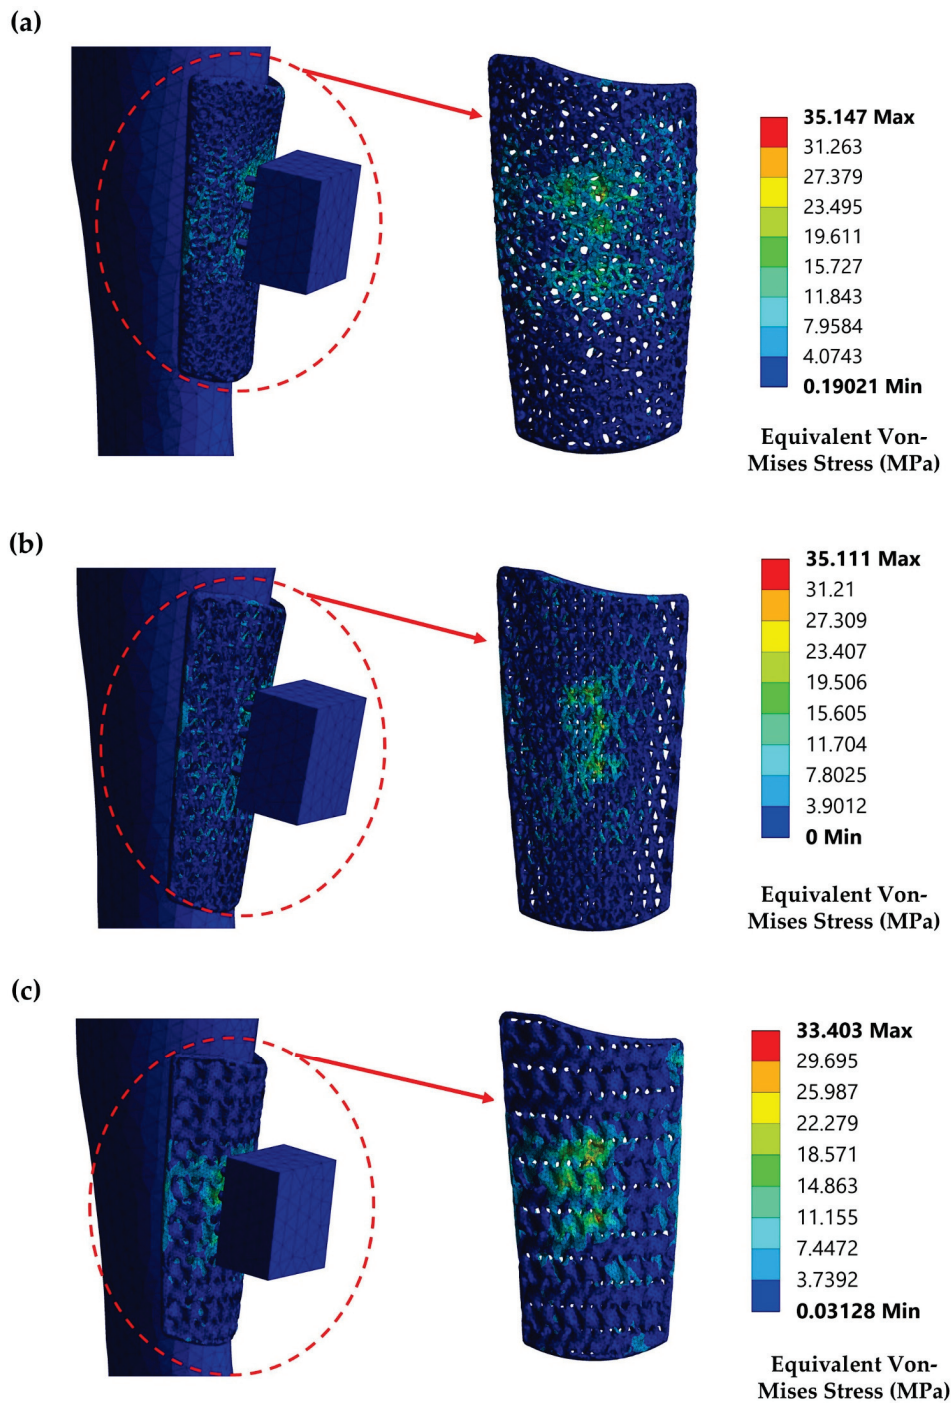 (a)
35.147 Max
31.263
27.379
23.495
19.611
15.727
11.843
7.9584
4.0743
0.19021 Min
Equivalent Von-
Mises Stress (MPa)
(b)
35.111 Max
31.21
27.309
23.407
19.506
15.605
11.704
7.8025
3.9012
0 Min
Equivalent Von-
Mises Stress (MPa)
(c)
33.403 Max
29.695
25.987
22.279
18.571
14.863
11.155
7.4472
3.7392
0.03128 Min
Equivalent Von-
Mises Stress (MPa)